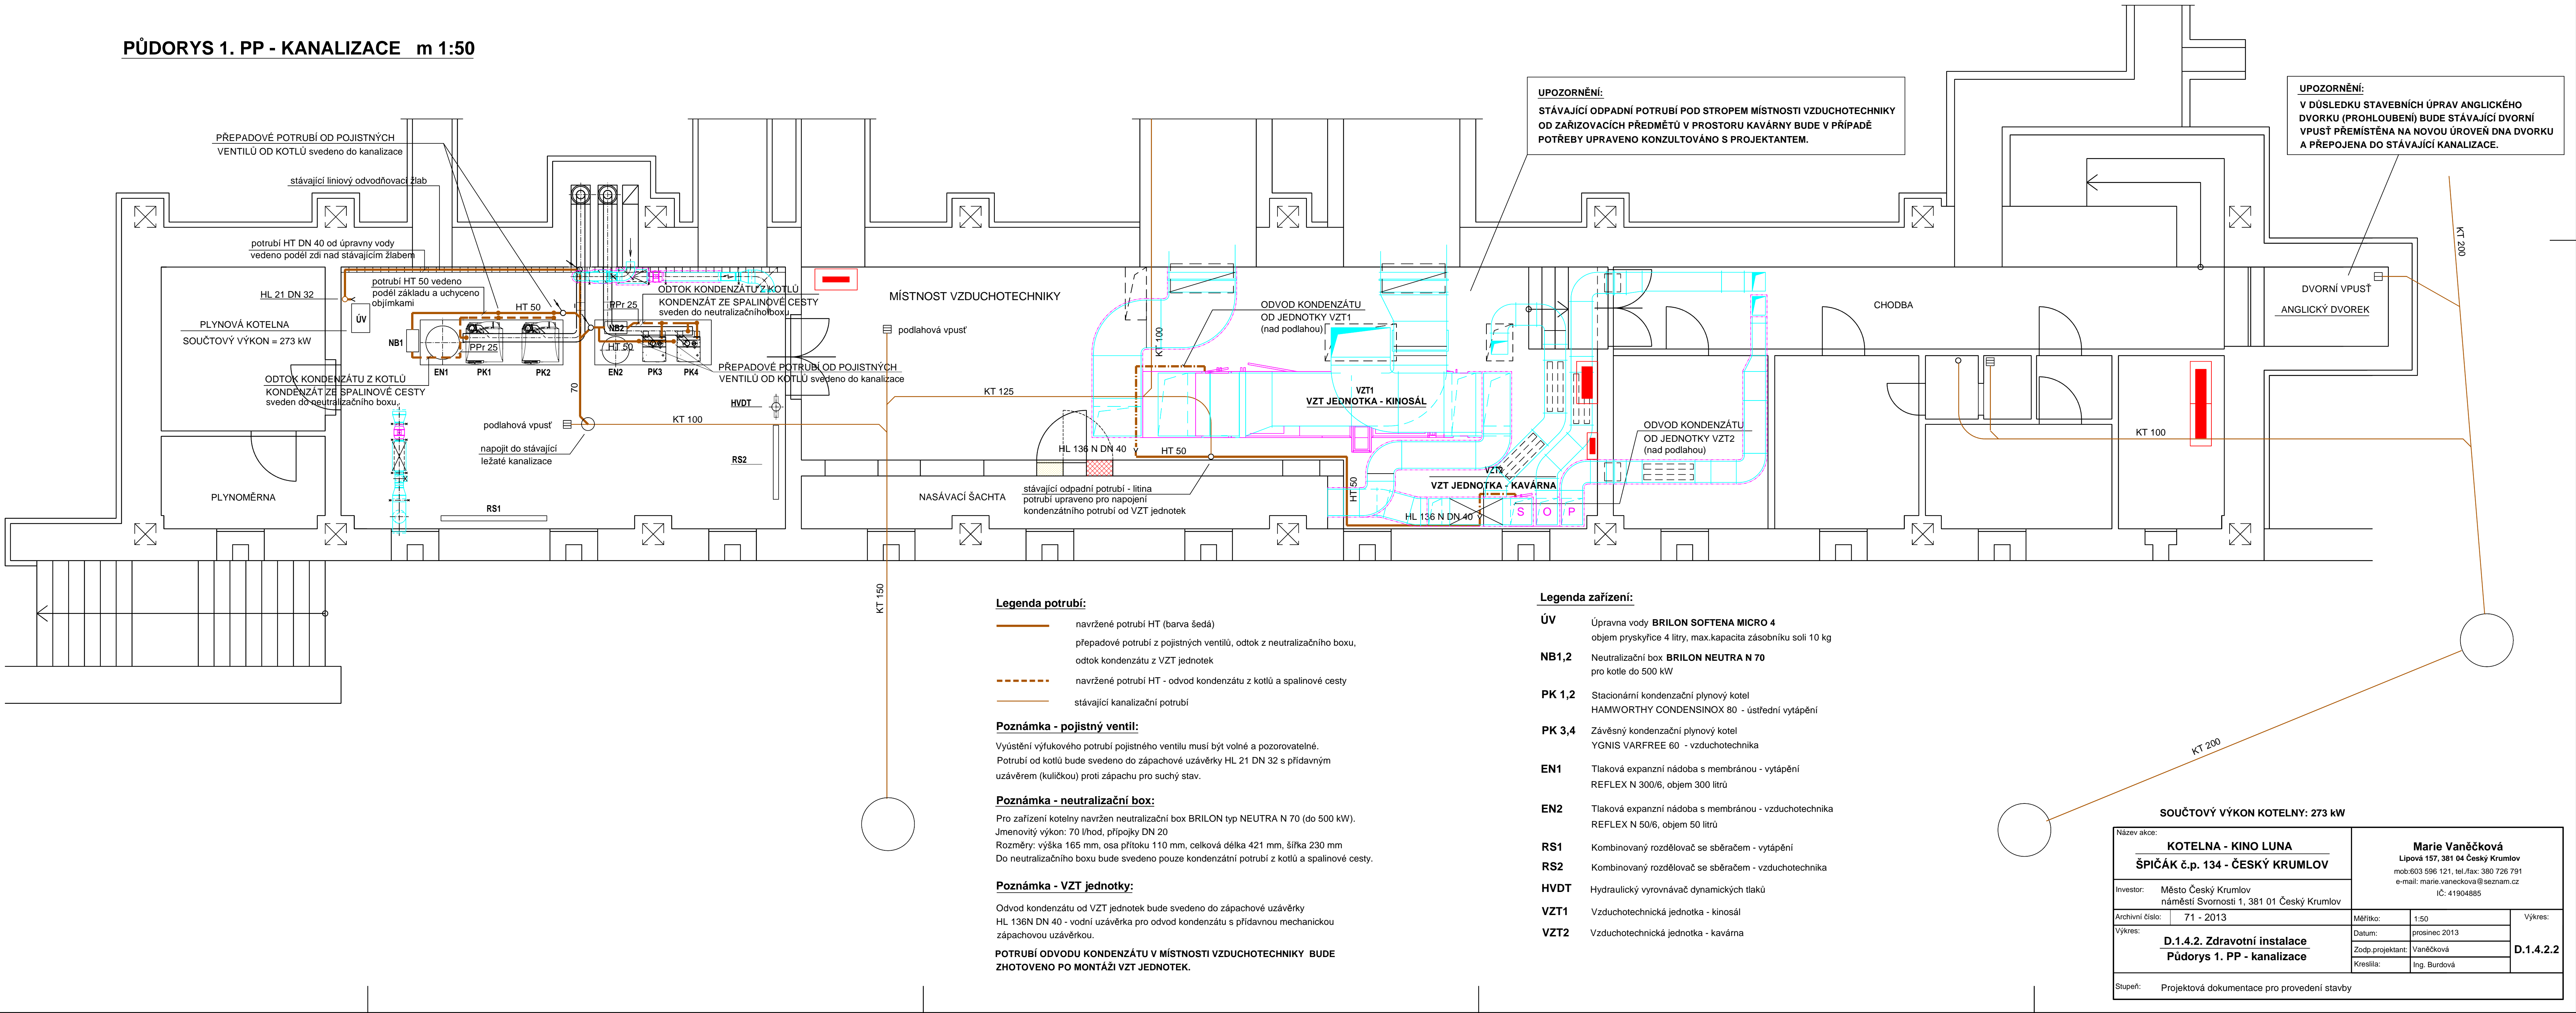 PŮDORYS 1. PP - KANALIZACE   m 1:50
PŘEPADOVÉ POTRUBÍ OD POJISTNÝCH
VENTILŮ OD KOTLŮ svedeno do kanalizace
stávající liniový odvodňovací žlab
potrubí HT DN 40 od úpravny vody
vedeno podél zdi nad stávajícím žlabem
potrubí HT 50 vedeno
podél základu a uchyceno
objímkami
HL 21 DN 32
ÚV
HT 50
PLYNOVÁ KOTELNA
SOUČTOVÝ VÝKON = 273 kW
NB1
PPr 25
EN1
PK1
PK2
ODTOK KONDENZÁTU Z KOTLŮ
KONDENZÁT ZE SPALINOVÉ CESTY
sveden do neutralizačního boxu
70
PPr 25
NB2
HT 50
EN2
PK3
PK4
ODTOK KONDENZÁTU Z KOTLŮ
KONDENZÁT ZE SPALINOVÉ CESTY
sveden do neutralizačního boxu
PŘEPADOVÉ POTRUBÍ OD POJISTNÝCH
VENTILŮ OD KOTLŮ svedeno do kanalizace
HVDT
podlahová vpusť
KT 100
napojit do stávající
ležaté kanalizace
RS2
RS1
PLYNOMĚRNA
MÍSTNOST VZDUCHOTECHNIKY
podlahová vpusť
KT 125
KT 100
KT 150
ODVOD KONDENZÁTU
OD JEDNOTKY VZT1
(nad podlahou)
VZT1
VZT JEDNOTKA - KINOSÁL
HL 136 N DN 40
HT 50
NASÁVACÍ ŠACHTA
stávající odpadní potrubí - litina
potrubí upraveno pro napojení
kondenzátního potrubí od VZT jednotek
HT 50
VZT2
VZT JEDNOTKA - KAVÁRNA
HL 136 N DN 40
S O P
ODVOD KONDENZÁTU
OD JEDNOTKY VZT2
(nad podlahou)
CHODBA
KT 100
UPOZORNĚNÍ:
STÁVAJÍCÍ ODPADNÍ POTRUBÍ POD STROPEM MÍSTNOSTI VZDUCHOTECHNIKY
OD ZAŘIZOVACÍCH PŘEDMĚTŮ V PROSTORU KAVÁRNY BUDE V PŘÍPADĚ
POTŘEBY UPRAVENO KONZULTOVÁNO S PROJEKTANTEM.
UPOZORNĚNÍ:
V DŮSLEDKU STAVEBNÍCH ÚPRAV ANGLICKÉHO
DVORKU (PROHLOUBENÍ) BUDE STÁVAJÍCÍ DVORNÍ
VPUSŤ PŘEMÍSTĚNA NA NOVOU ÚROVEŇ DNA DVORKU
A PŘEPOJENA DO STÁVAJÍCÍ KANALIZACE.
KT 200
DVORNÍ VPUSŤ
ANGLICKÝ DVOREK
KT 200
Legenda potrubí:
navržené potrubí HT (barva šedá)
přepadové potrubí z pojistných ventilů, odtok z neutralizačního boxu,
odtok kondenzátu z VZT jednotek
navržené potrubí HT - odvod kondenzátu z kotlů a spalinové cesty
stávající kanalizační potrubí
Poznámka - pojistný ventil:
Vyústění výfukového potrubí pojistného ventilu musí být volné a pozorovatelné.
Potrubí od kotlů bude svedeno do zápachové uzávěrky HL 21 DN 32 s přídavným
uzávěrem (kuličkou) proti zápachu pro suchý stav.
Poznámka - neutralizační box:
Pro zařízení kotelny navržen neutralizační box BRILON typ NEUTRA N 70 (do 500 kW).
Jmenovitý výkon: 70 l/hod, přípojky DN 20
Rozměry: výška 165 mm, osa přítoku 110 mm, celková délka 421 mm, šířka 230 mm
Do neutralizačního boxu bude svedeno pouze kondenzátní potrubí z kotlů a spalinové cesty.
Poznámka - VZT jednotky:
Odvod kondenzátu od VZT jednotek bude svedeno do zápachové uzávěrky
HL 136N DN 40 - vodní uzávěrka pro odvod kondenzátu s přídavnou mechanickou
zápachovou uzávěrkou.
POTRUBÍ ODVODU KONDENZÁTU V MÍSTNOSTI VZDUCHOTECHNIKY BUDE
ZHOTOVENO PO MONTÁŽI VZT JEDNOTEK.
Legenda zařízení:
ÚV Úpravna vody BRILON SOFTENA MICRO 4
objem pryskyřice 4 litry, max.kapacita zásobníku soli 10 kg
NB1,2 Neutralizační box BRILON NEUTRA N 70
pro kotle do 500 kW
PK 1,2 Stacionární kondenzační plynový kotel
HAMWORTHY CONDENSINOX 80 - ústřední vytápění
PK 3,4 Závěsný kondenzační plynový kotel
YGNIS VARFREE 60 - vzduchotechnika
EN1 Tlaková expanzní nádoba s membránou - vytápění
REFLEX N 300/6, objem 300 litrů
EN2 Tlaková expanzní nádoba s membránou - vzduchotechnika
REFLEX N 50/6, objem 50 litrů
RS1 Kombinovaný rozdělovač se sběračem - vytápění
RS2 Kombinovaný rozdělovač se sběračem - vzduchotechnika
HVDT Hydraulický vyrovnávač dynamických tlaků
VZT1 Vzduchotechnická jednotka - kinosál
VZT2 Vzduchotechnická jednotka - kavárna
SOUČTOVÝ VÝKON KOTELNY: 273 kW
Název akce:
KOTELNA - KINO LUNA
ŠPIČÁK č.p. 134 - ČESKÝ KRUMLOV
Marie Vaněčková
Lipová 157, 381 04 Český Krumlov
mob:603 596 121, tel./fax: 380 726 791
e-mail: marie.vaneckova@seznam.cz
IČ: 41904885
Investor: Město Český Krumlov
náměstí Svornosti 1, 381 01 Český Krumlov
Archivní číslo: 71 - 2013
Měřítko: 1:50
Výkres:
Výkres:
D.1.4.2. Zdravotní instalace
Půdorys 1. PP - kanalizace
Datum: prosinec 2013
Zodp.projektant: Vaněčková
D.1.4.2.2
Kreslila: Ing. Burdová
Stupeň: Projektová dokumentace pro provedení stavby